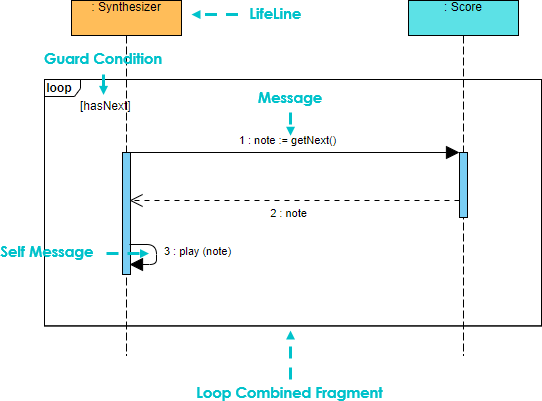 : Synthesizer
LifeLine
: Score
Guard Condition
loop
[hasNext]
Message
1 : note := getNext()
2 : note
Self Message
3 : play (note)
Loop Combined Fragment